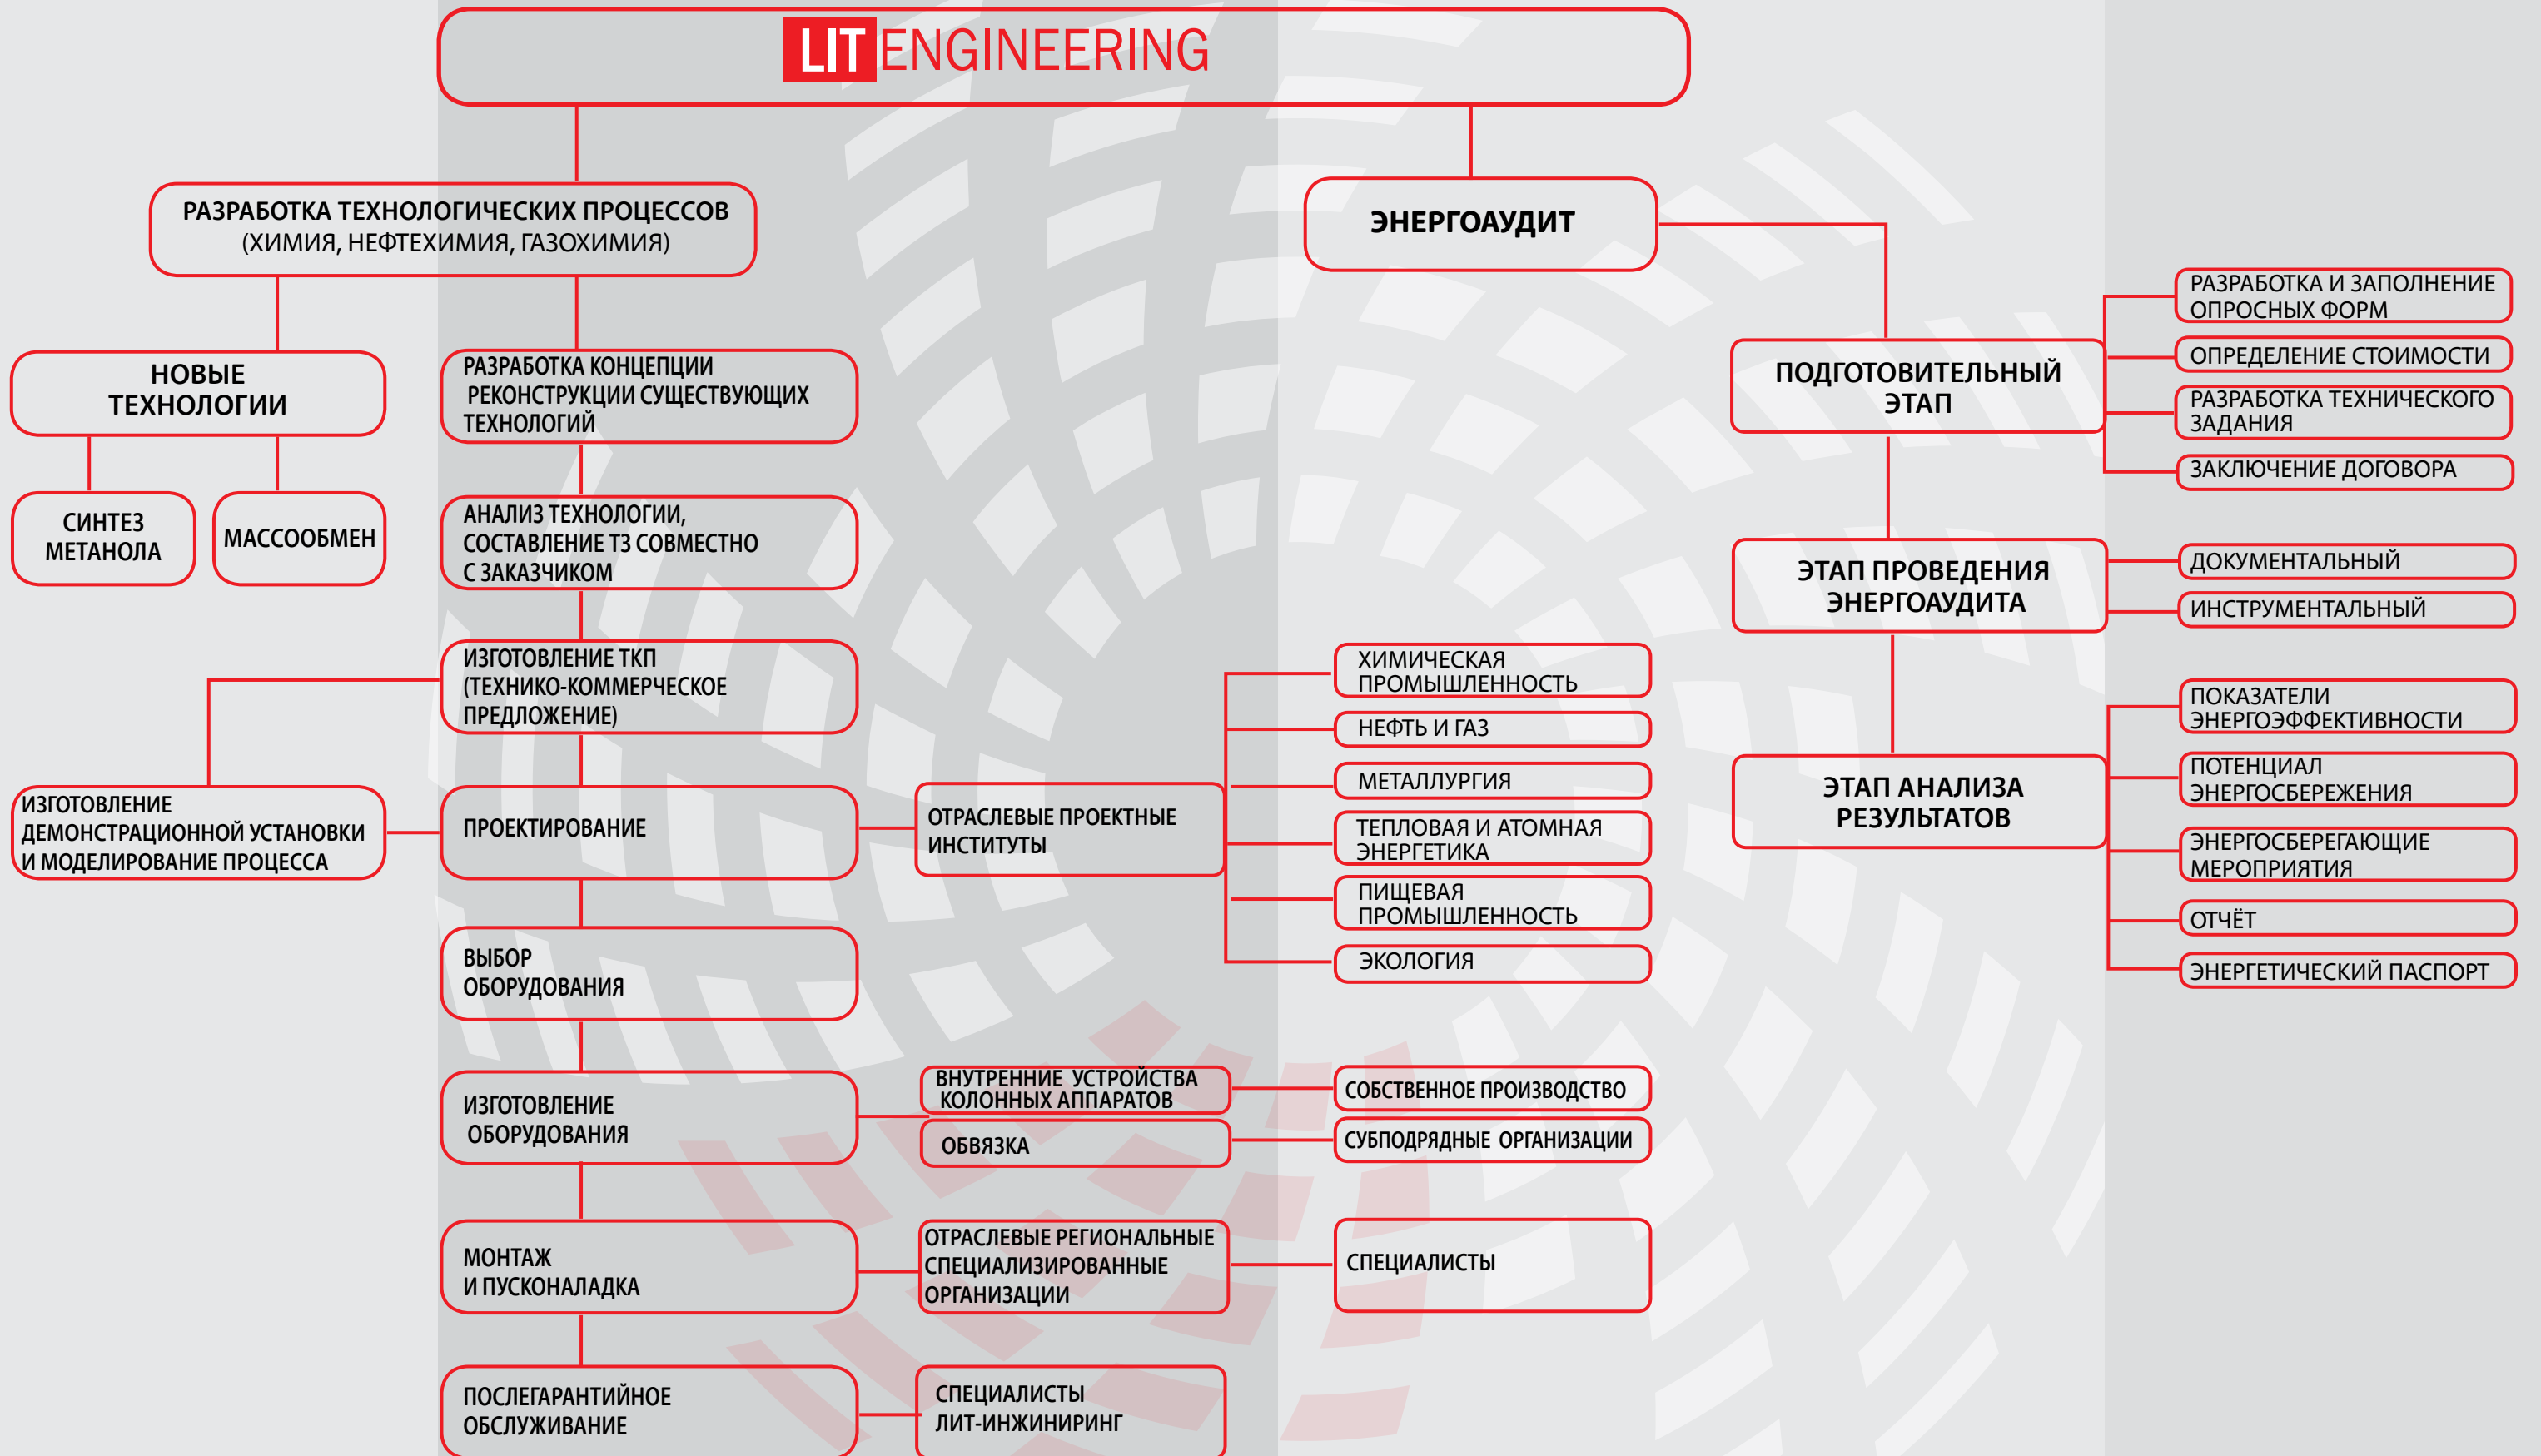 LIT ENGINEERING
РАЗРАБОТКА ТЕХНОЛОГИЧЕСКИХ ПРОЦЕССОВ
(ХИМИЯ, НЕФТЕХИМИЯ, ГАЗОХИМИЯ)
НОВЫЕ
ТЕХНОЛОГИИ
СИНТЕЗ
МЕТАНОЛА
МАССООБМЕН
РАЗРАБОТКА КОНЦЕПЦИИ
РЕКОНСТРУКЦИИ СУЩЕСТВУЮЩИХ
ТЕХНОЛОГИЙ
АНАЛИЗ ТЕХНОЛОГИИ,
СОСТАВЛЕНИЕ ТЗ СОВМЕСТНО
С ЗАКАЗЧИКОМ
ИЗГОТОВЛЕНИЕ ТКП
(ТЕХНИКО-КОММЕРЧЕСКОЕ
ПРЕДЛОЖЕНИЕ)
ИЗГОТОВЛЕНИЕ
ДЕМОНСТРАЦИОННОЙ УСТАНОВКИ
И МОДЕЛИРОВАНИЕ ПРОЦЕССА
ПРОЕКТИРОВАНИЕ
ОТРАСЛЕВЫЕ ПРОЕКТНЫЕ
ИНСТИТУТЫ
ХИМИЧЕСКАЯ
ПРОМЫШЛЕННОСТЬ
НЕФТЬ И ГАЗ
МЕТАЛЛУРГИЯ
ТЕПЛОВАЯ И АТОМНАЯ
ЭНЕРГЕТИКА
ПИЩЕВАЯ
ПРОМЫШЛЕННОСТЬ
ЭКОЛОГИЯ
ВЫБОР
ОБОРУДОВАНИЯ
ИЗГОТОВЛЕНИЕ
ОБОРУДОВАНИЯ
ВНУТРЕННИЕ УСТРОЙСТВА
КОЛОННЫХ АППАРАТОВ
СОБСТВЕННОЕ ПРОИЗВОДСТВО
ОБВЯЗКА
СУБПОДРЯДНЫЕ ОРГАНИЗАЦИИ
МОНТАЖ
И ПУСКОНАЛАДКА
ОТРАСЛЕВЫЕ РЕГИОНАЛЬНЫЕ
СПЕЦИАЛИЗИРОВАННЫЕ
ОРГАНИЗАЦИИ
СПЕЦИАЛИСТЫ
ПОСЛЕГАРАНТИЙНОЕ
ОБСЛУЖИВАНИЕ
СПЕЦИАЛИСТЫ
ЛИТ-ИНЖИНИРИНГ
ЭНЕРГОАУДИТ
ПОДГОТОВИТЕЛЬНЫЙ
ЭТАП
РАЗРАБОТКА И ЗАПОЛНЕНИЕ
ОПРОСНЫХ ФОРМ
ОПРЕДЕЛЕНИЕ СТОИМОСТИ
РАЗРАБОТКА ТЕХНИЧЕСКОГО
ЗАДАНИЯ
ЗАКЛЮЧЕНИЕ ДОГОВОРА
ЭТАП ПРОВЕДЕНИЯ
ЭНЕРГОАУДИТА
ДОКУМЕНТАЛЬНЫЙ
ИНСТРУМЕНТАЛЬНЫЙ
ЭТАП АНАЛИЗА
РЕЗУЛЬТАТОВ
ПОКАЗАТЕЛИ
ЭНЕРГОЭФФЕКТИВНОСТИ
ПОТЕНЦИАЛ
ЭНЕРГОСБЕРЕЖЕНИЯ
ЭНЕРГОСБЕРЕГАЮЩИЕ
МЕРОПРИЯТИЯ
ОТЧЁТ
ЭНЕРГЕТИЧЕСКИЙ ПАСПОРТ